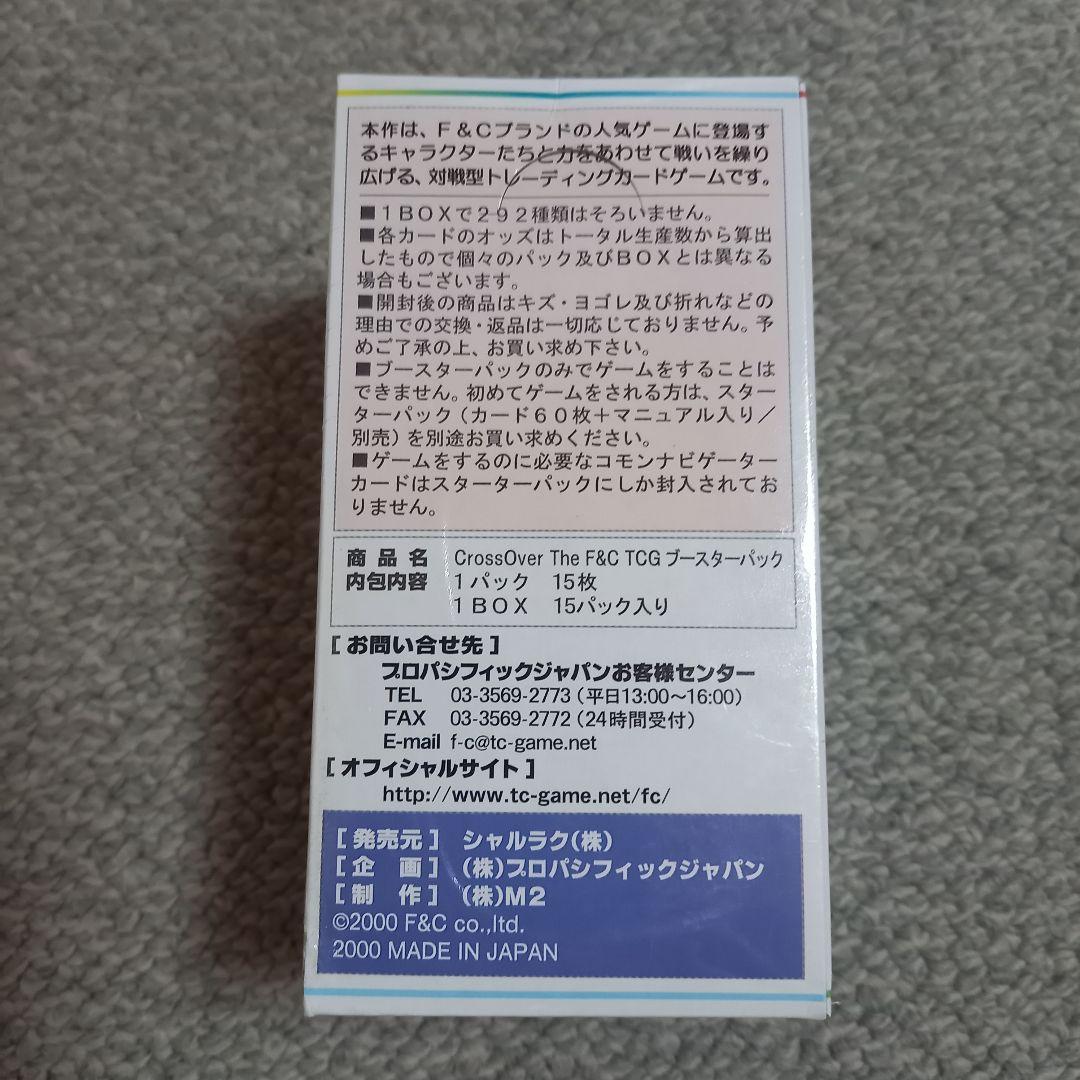 本作は、F&Cブランドの人気ゲームに登場す
るキャラクターたちと力をあわせて戦いを繰り
広げる、対戦型トレーディングカードゲームです。
■1BOXで292種類はそろいません。
■各カードのオッズはトータル生産数から算出
したもので個々のパック及びBOXとは異なる
場合もございます。
■開封後の商品はキズ・ヨゴレ及び折れなどの
理由での交換・返品は一切応じておりません。予
めご了承の上、お買い求め下さい。
■ブースターパックのみでゲームをすることは
できません。初めてゲームをされる方は、スター
ターパック(カード60枚+マニュアル入り/
別売)を別途お買い求めください。
■ゲームをするのに必要なコモンナビゲーター
カードはスターターパックにしか封入されてお
りません。
商品名 CrossOver The F&C TCG ブースターパック
内包内容 1パック 15枚
1BOX 15パック入り
[お問い合せ先]
プロパシフィックジャパンお客様センター
TEL 03-3569-2773(平日13:00〜16:00)
FAX 03-3569-2772(24時間受付)
E-mail f-c@tc-game.net
[オフィシャルサイト]
http://www.tc-game.net/fc/
[発売元] シャルラク(株)
[企 画] (株)プロパシフィックジャパン
[制 作] (株)M2
©2000 F&C co.,ltd.
2000 MADE IN JAPAN